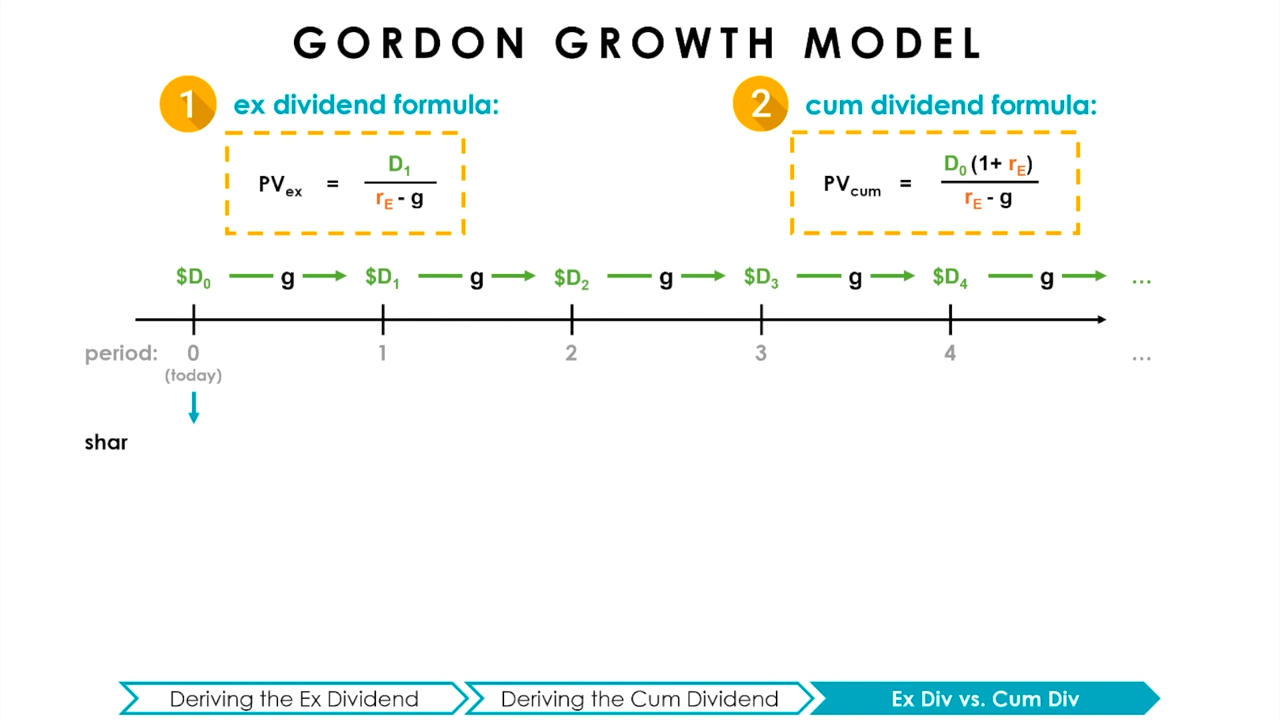 GORDON GROWTH MODEL
1 ex dividend formula:
2 cum dividend formula:
PVex = D1 / rE - g
PVcum = D0 (1+ rE) / rE - g
$D0 g $D1 g $D2 g $D3 g $D4 g ...
period: 0 1 2 3 4 ...
(today)
shar
Deriving the Ex Dividend Deriving the Cum Dividend Ex Div vs. Cum Div